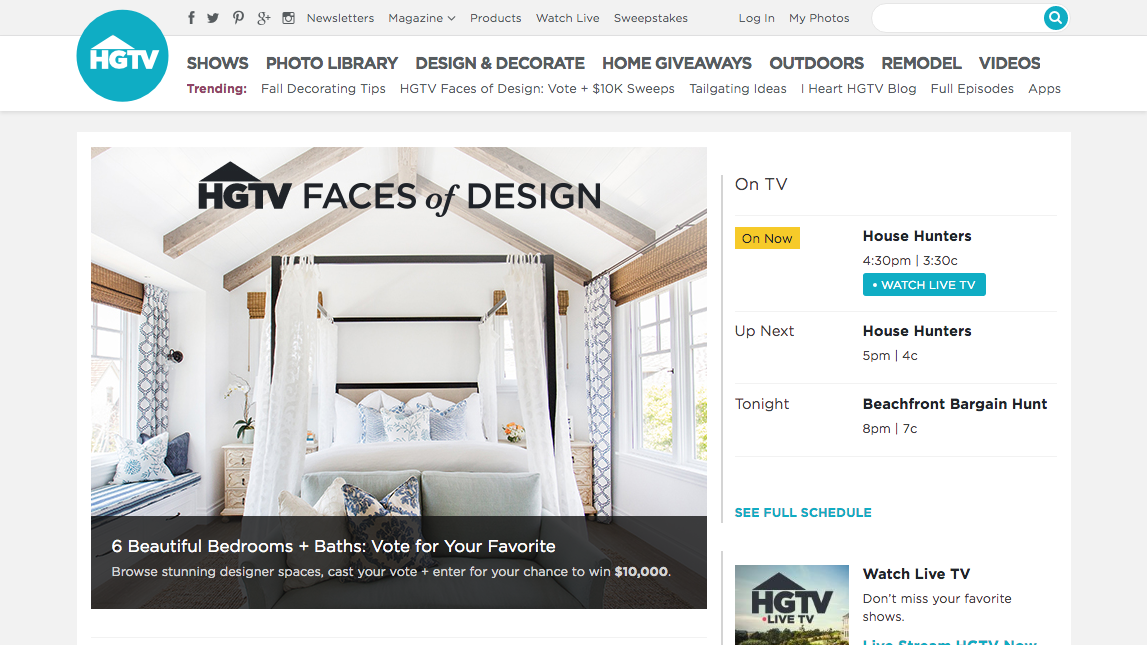 Newsletters Magazine Products Watch Live Sweepstakes Log In My Photos
HGTV
SHOWS PHOTO LIBRARY DESIGN & DECORATE HOME GIVEAWAYS OUTDOORS REMODEL VIDEOS
Trending: Fall Decorating Tips HGTV Faces of Design: Vote + $10K Sweeps Tailgating Ideas I Heart HGTV Blog Full Episodes Apps
HGTV FACES of DESIGN
6 Beautiful Bedrooms + Baths: Vote for Your Favorite
Browse stunning designer spaces, cast your vote + enter for your chance to win $10,000.
On TV
On Now
House Hunters
4:30pm | 3:30c
• WATCH LIVE TV
Up Next
House Hunters
5pm | 4c
Tonight
Beachfront Bargain Hunt
8pm | 7c
SEE FULL SCHEDULE
HGTV
•LIVE TV
Watch Live TV
Don't miss your favorite
shows.
Live Stream HGTV Now